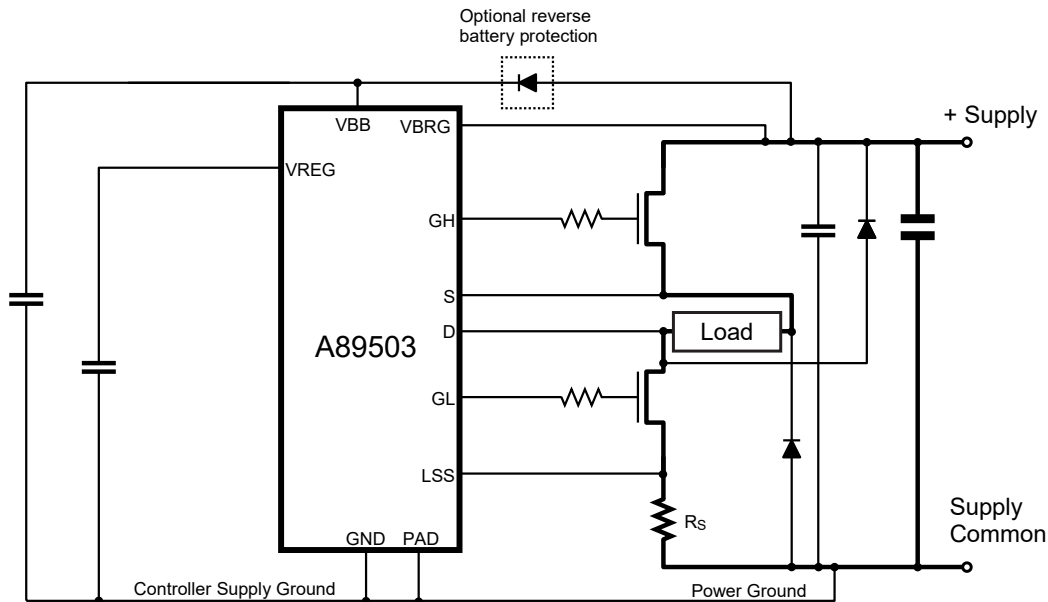 Optional reverse
battery protection
VBB
VBRG
+ Supply
VREG
GH
S
D
Load
A89503
GL
LSS
RS
Supply
Common
GND
PAD
Controller Supply Ground
Power Ground